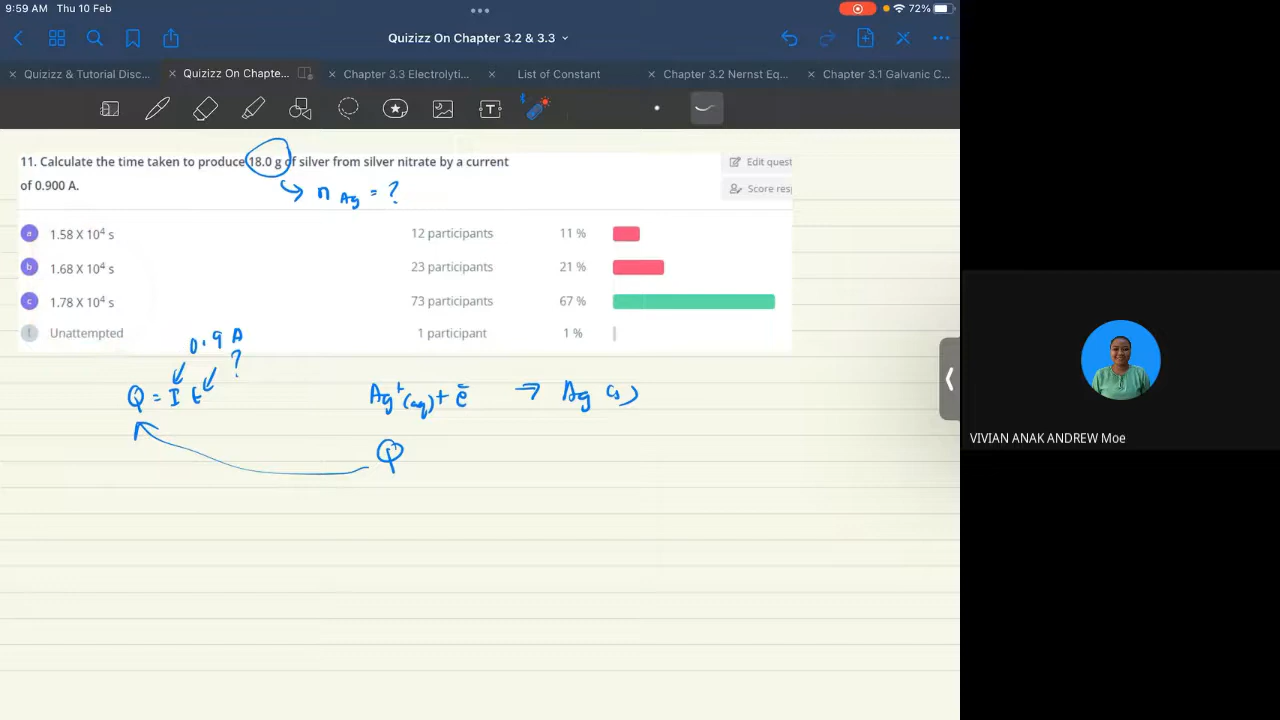 9:59 AM Thu 10 Feb
72%
Quizizz On Chapter 3.2 & 3.3
Quizizz & Tutorial Disc...
Quizizz On Chapte...
Chapter 3.3 Electrolyti...
List of Constant
Chapter 3.2 Nernst Eq...
Chapter 3.1 Galvanic C...
11. Calculate the time taken to produce 18.0 g of silver from silver nitrate by a current
of 0.900 A.
Edit quest
Score resp
n Ag = ?
a 1.58 X 10⁴ s 12 participants 11 %
b 1.68 X 10⁴ s 23 participants 21 %
c 1.78 X 10⁴ s 73 participants 67 %
! Unattempted 1 participant 1 %
0.9 A
?
Q = I t
Ag⁺(aq) + ē → Ag (s)
Q
VIVIAN ANAK ANDREW Moe